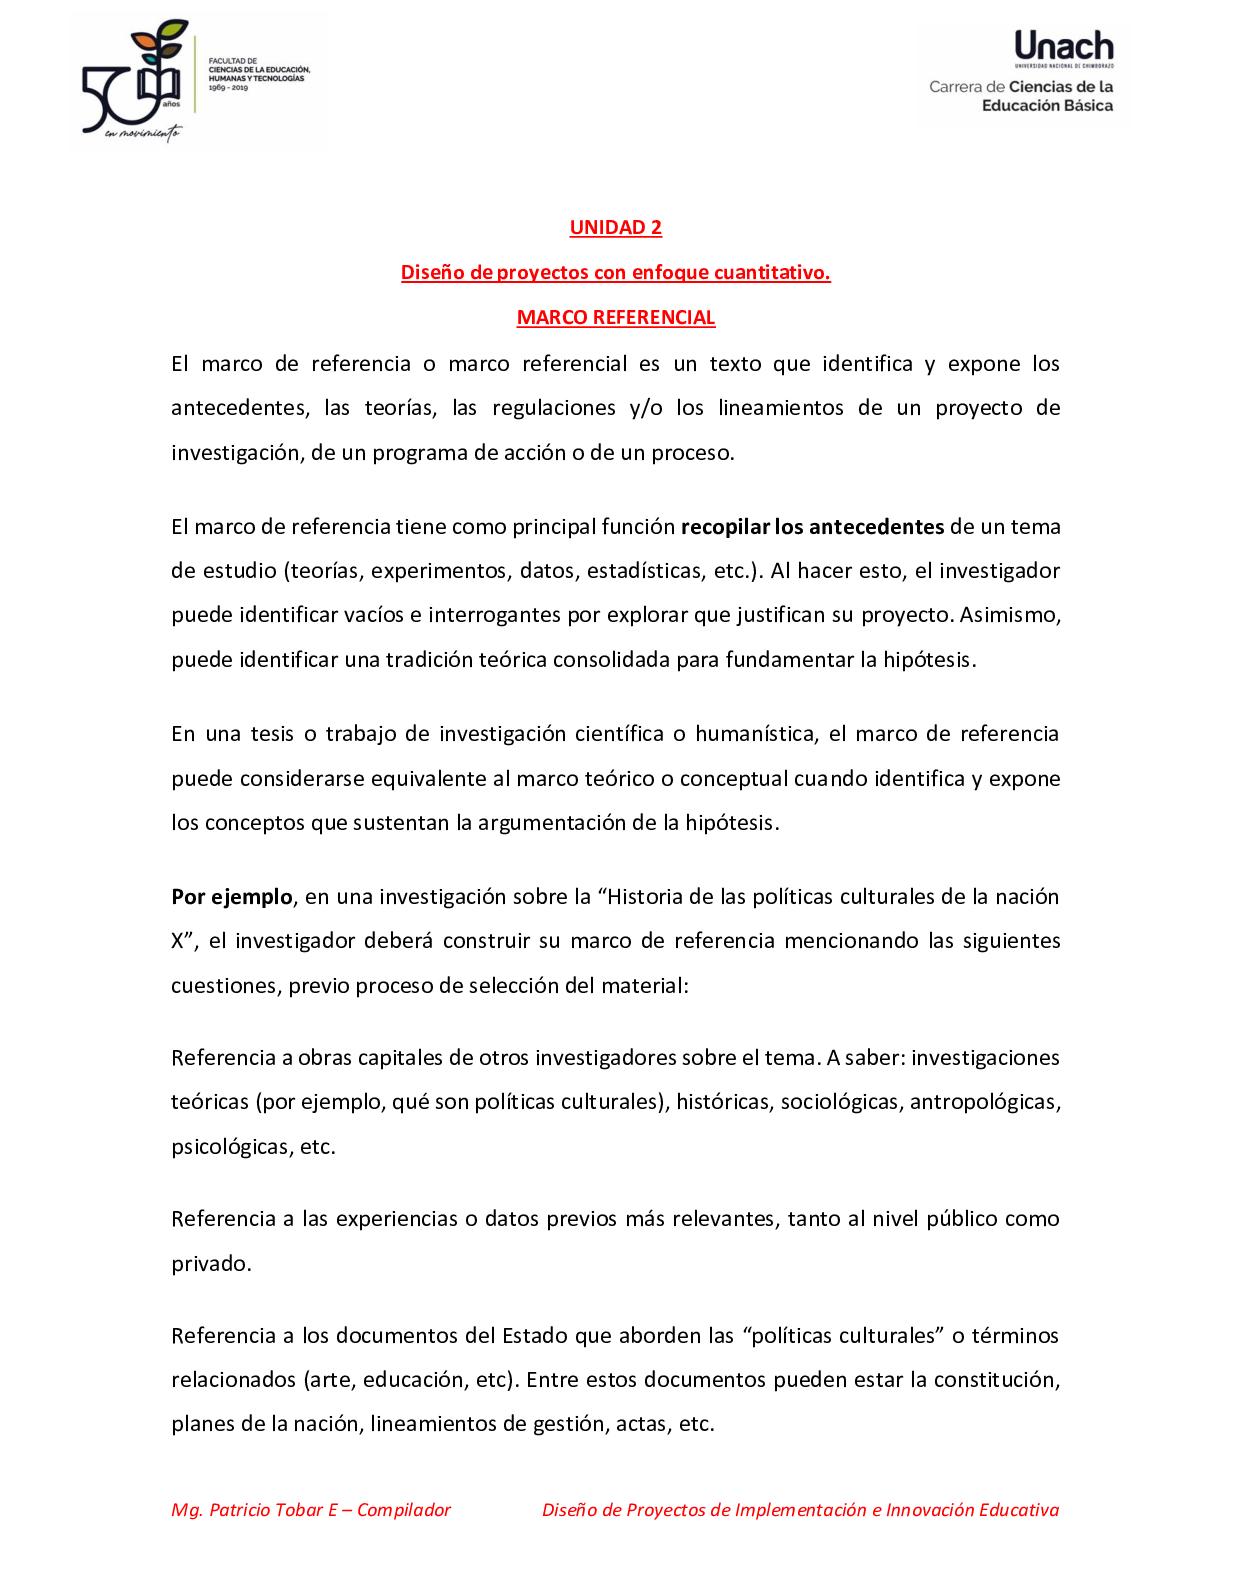 50 años
en movimiento
FACULTAD DE
CIENCIAS DE LA EDUCACIÓN,
HUMANAS Y TECNOLOGÍAS
1969 - 2019
Unach
UNIVERSIDAD NACIONAL DE CHIMBORAZO
Carrera de Ciencias de la
Educación Básica
UNIDAD 2
Diseño de proyectos con enfoque cuantitativo.
MARCO REFERENCIAL
El marco de referencia o marco referencial es un texto que identifica y expone los
antecedentes, las teorías, las regulaciones y/o los lineamientos de un proyecto de
investigación, de un programa de acción o de un proceso.
El marco de referencia tiene como principal función recopilar los antecedentes de un tema
de estudio (teorías, experimentos, datos, estadísticas, etc.). Al hacer esto, el investigador
puede identificar vacíos e interrogantes por explorar que justifican su proyecto. Asimismo,
puede identificar una tradición teórica consolidada para fundamentar la hipótesis.
En una tesis o trabajo de investigación científica o humanística, el marco de referencia
puede considerarse equivalente al marco teórico o conceptual cuando identifica y expone
los conceptos que sustentan la argumentación de la hipótesis.
Por ejemplo, en una investigación sobre la “Historia de las políticas culturales de la nación
X”, el investigador deberá construir su marco de referencia mencionando las siguientes
cuestiones, previo proceso de selección del material:
Referencia a obras capitales de otros investigadores sobre el tema. A saber: investigaciones
teóricas (por ejemplo, qué son políticas culturales), históricas, sociológicas, antropológicas,
psicológicas, etc.
Referencia a las experiencias o datos previos más relevantes, tanto al nivel público como
privado.
Referencia a los documentos del Estado que aborden las “políticas culturales” o términos
relacionados (arte, educación, etc). Entre estos documentos pueden estar la constitución,
planes de la nación, lineamientos de gestión, actas, etc.
Mg. Patricio Tobar E – Compilador Diseño de Proyectos de Implementación e Innovación Educativa